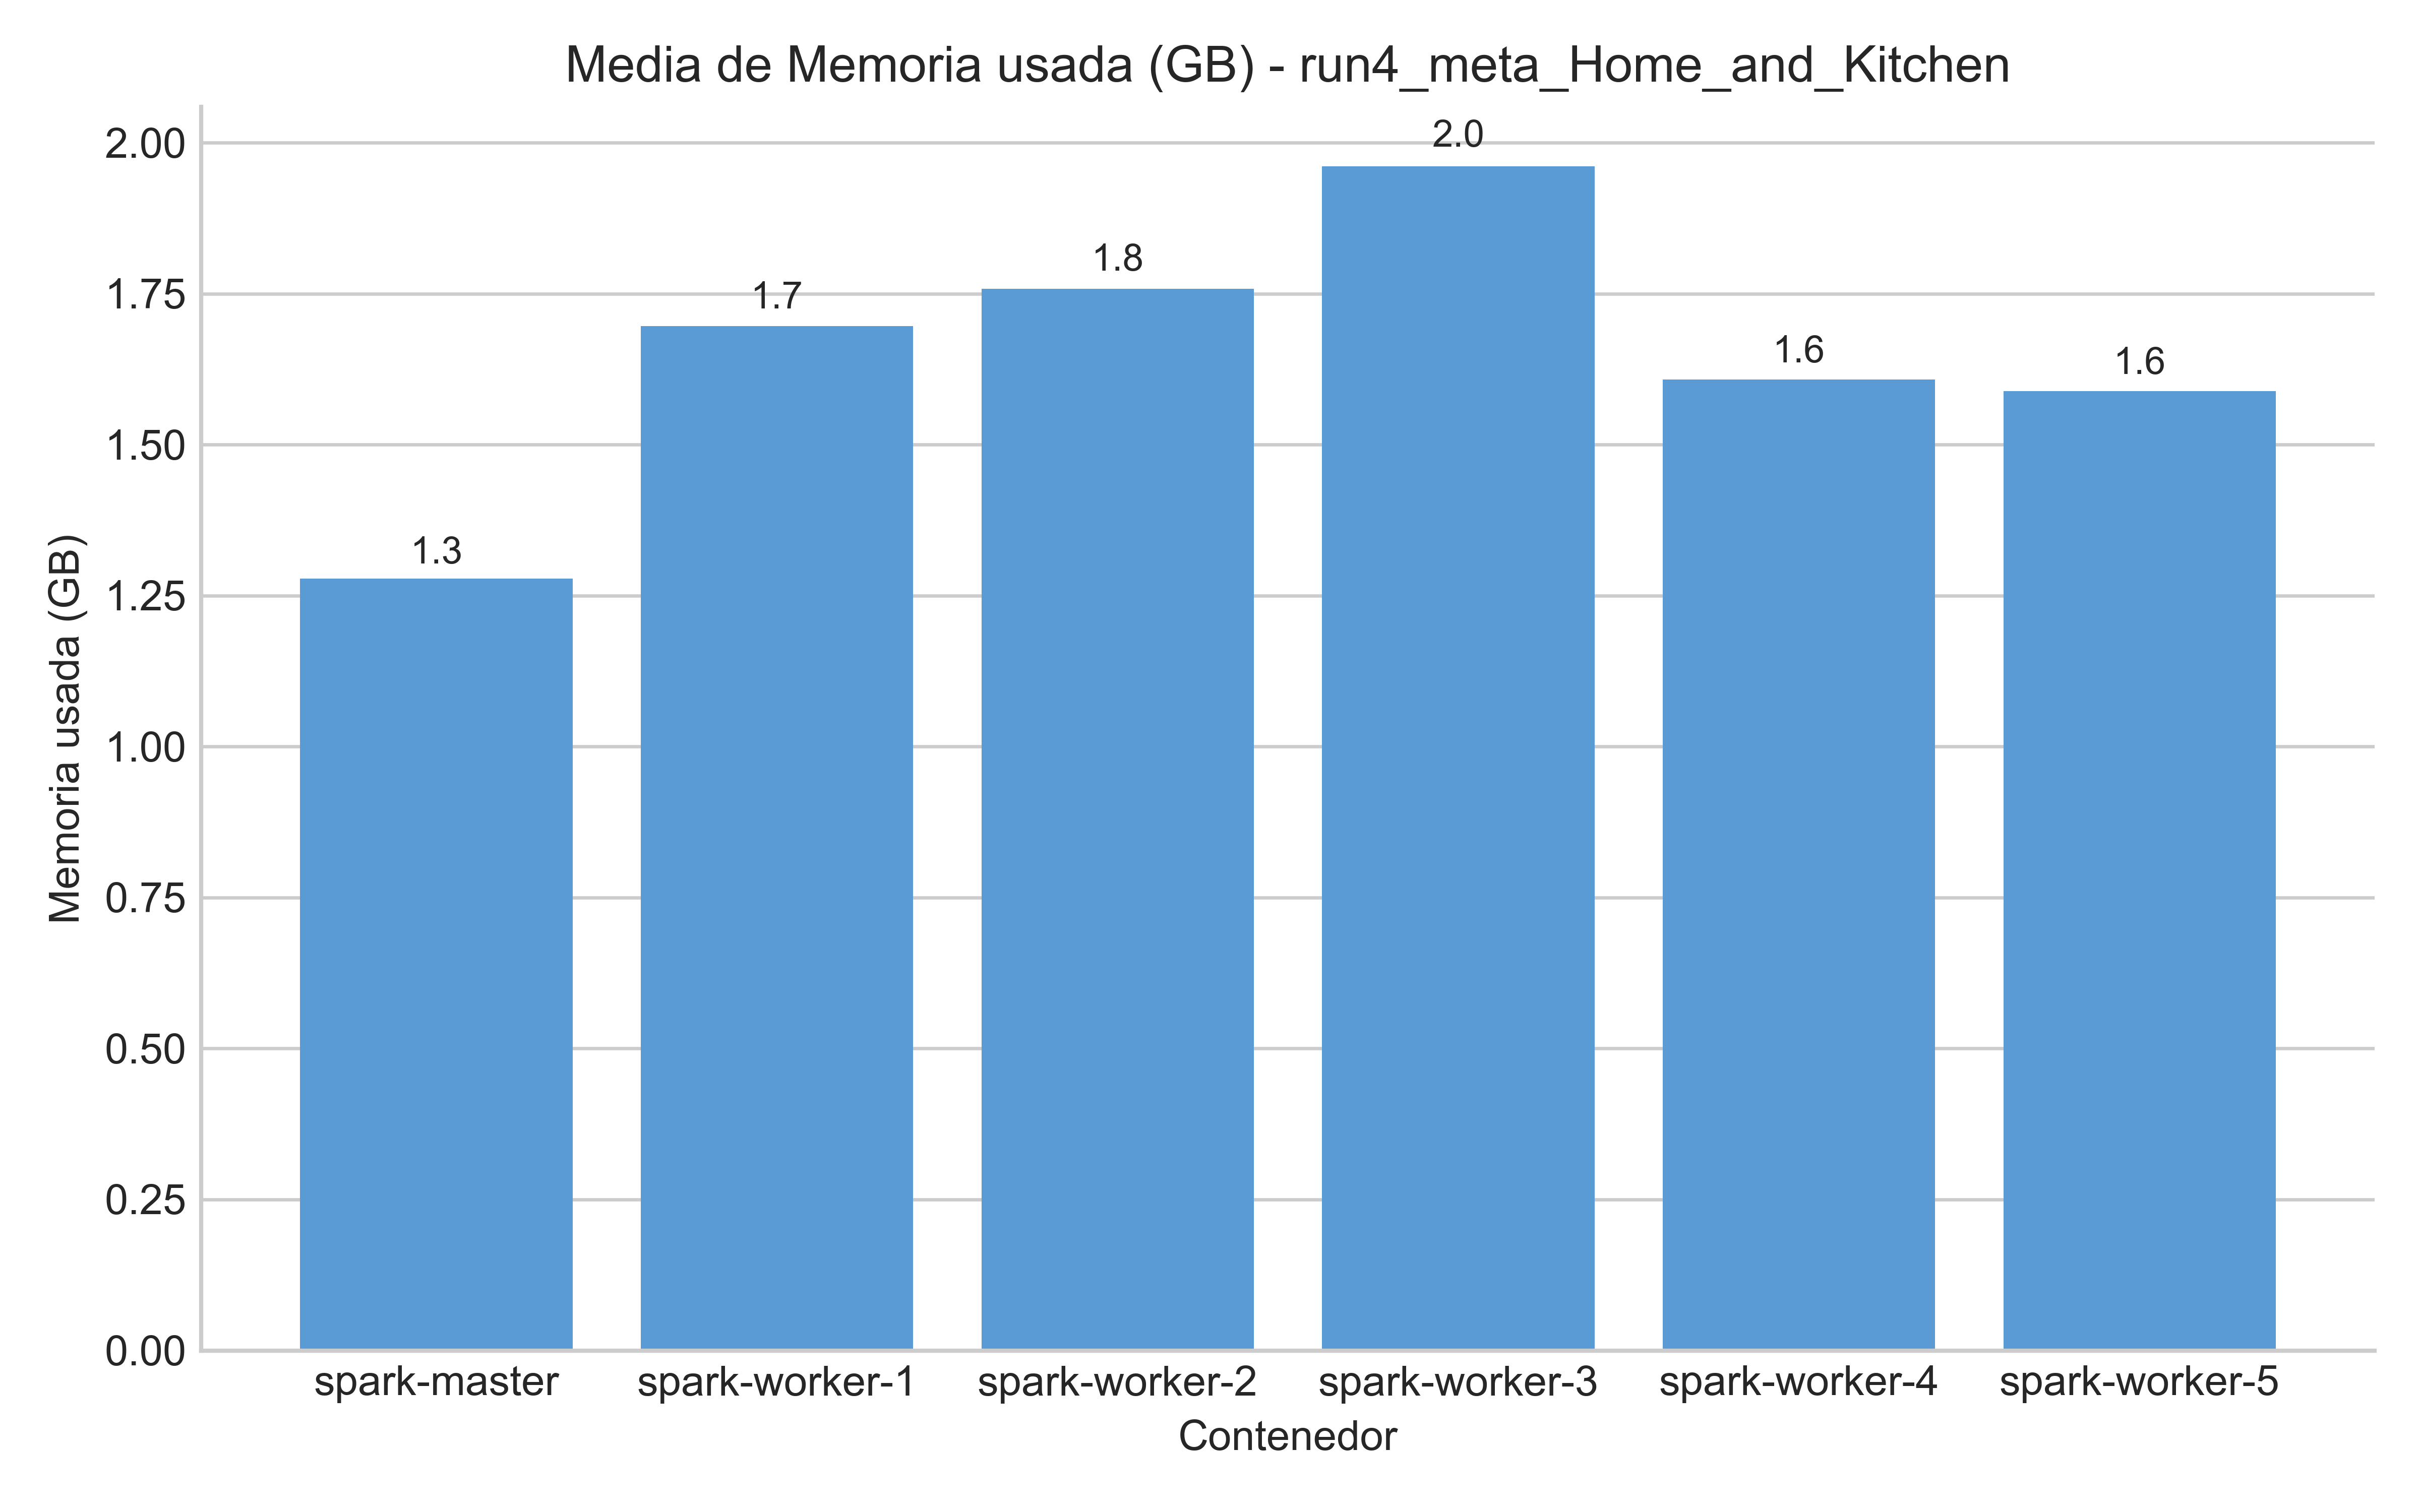 Media de Memoria usada (GB) - run4_meta_Home_and_Kitchen
2.00
1.75
1.50
1.25
1.00
0.75
0.50
0.25
0.00
Memoria usada (GB)
1.3
1.7
1.8
2.0
1.6
1.6
spark-master
spark-worker-1
spark-worker-2
spark-worker-3
spark-worker-4
spark-worker-5
Contenedor